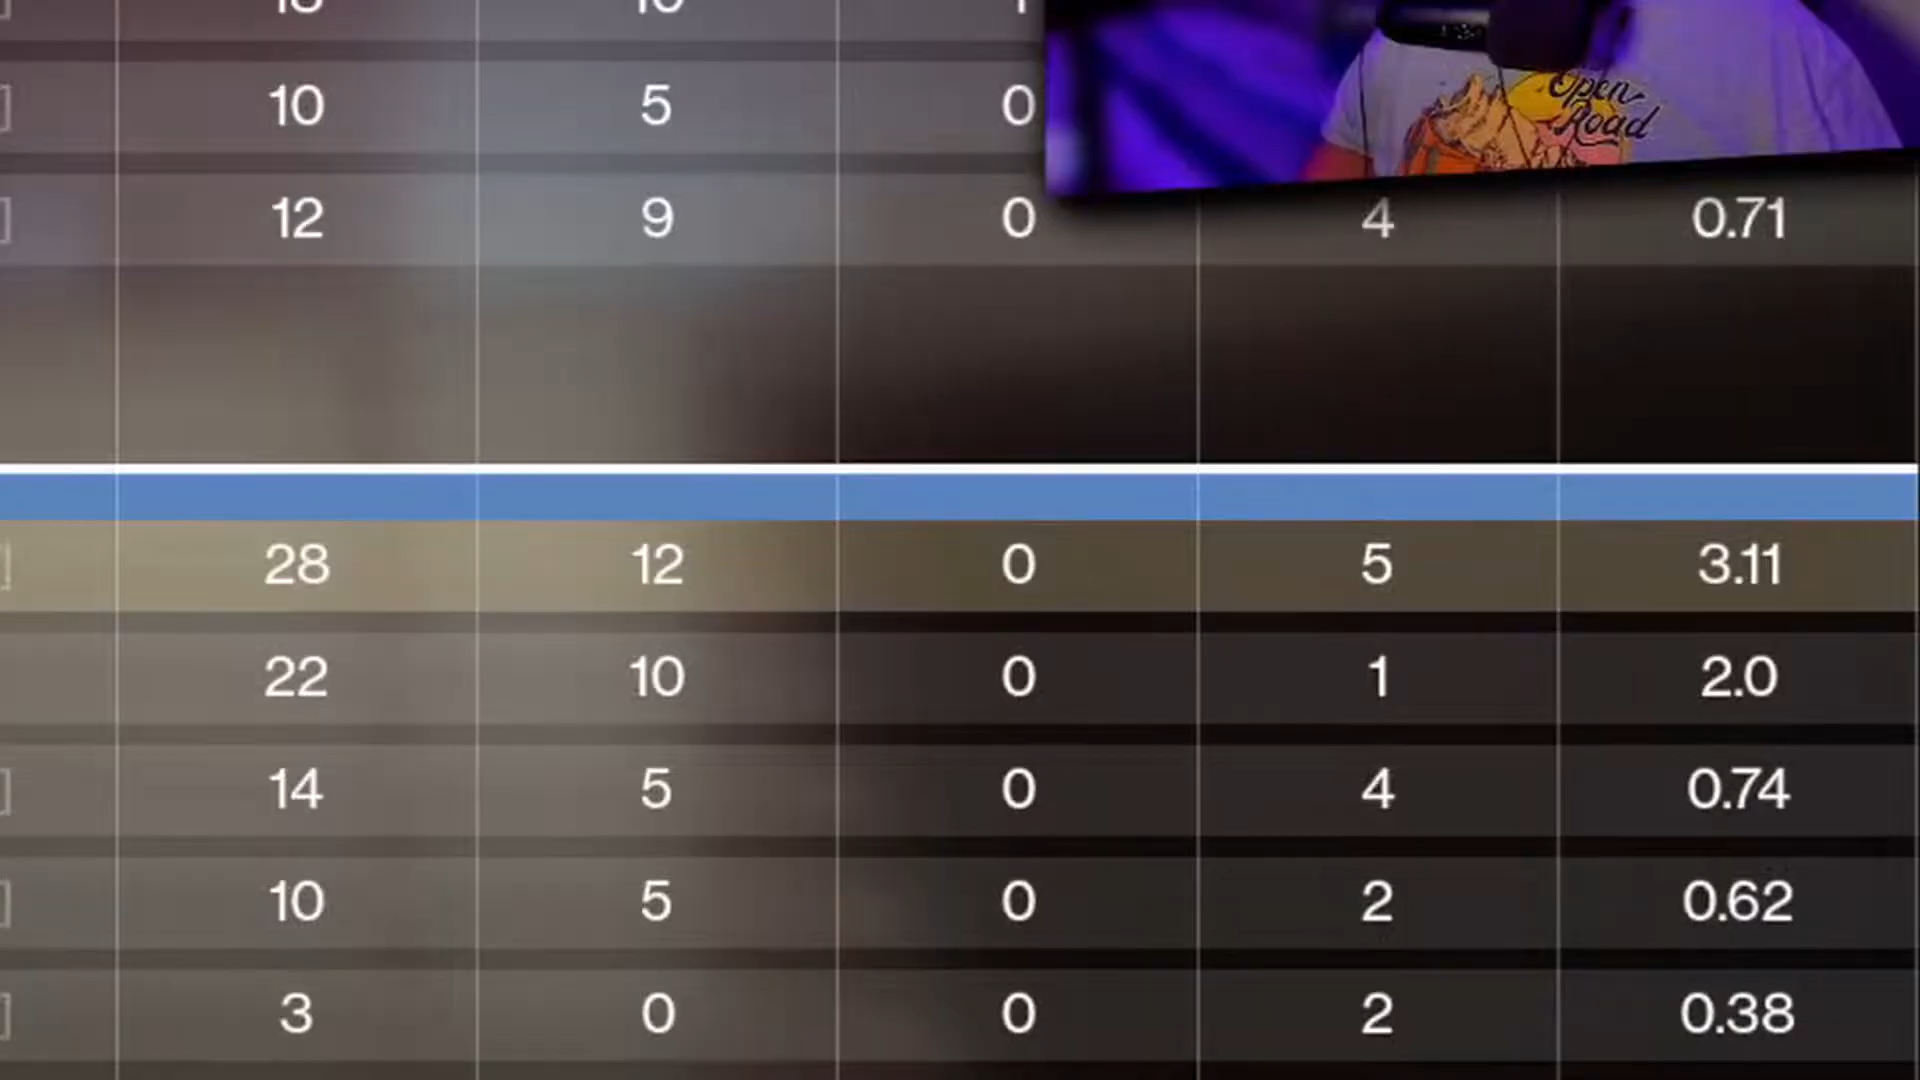 Open
Road
10 5 0
12 9 0 4 0.71
28 12 0 5 3.11
22 10 0 1 2.0
14 5 0 4 0.74
10 5 0 2 0.62
3 0 0 2 0.38